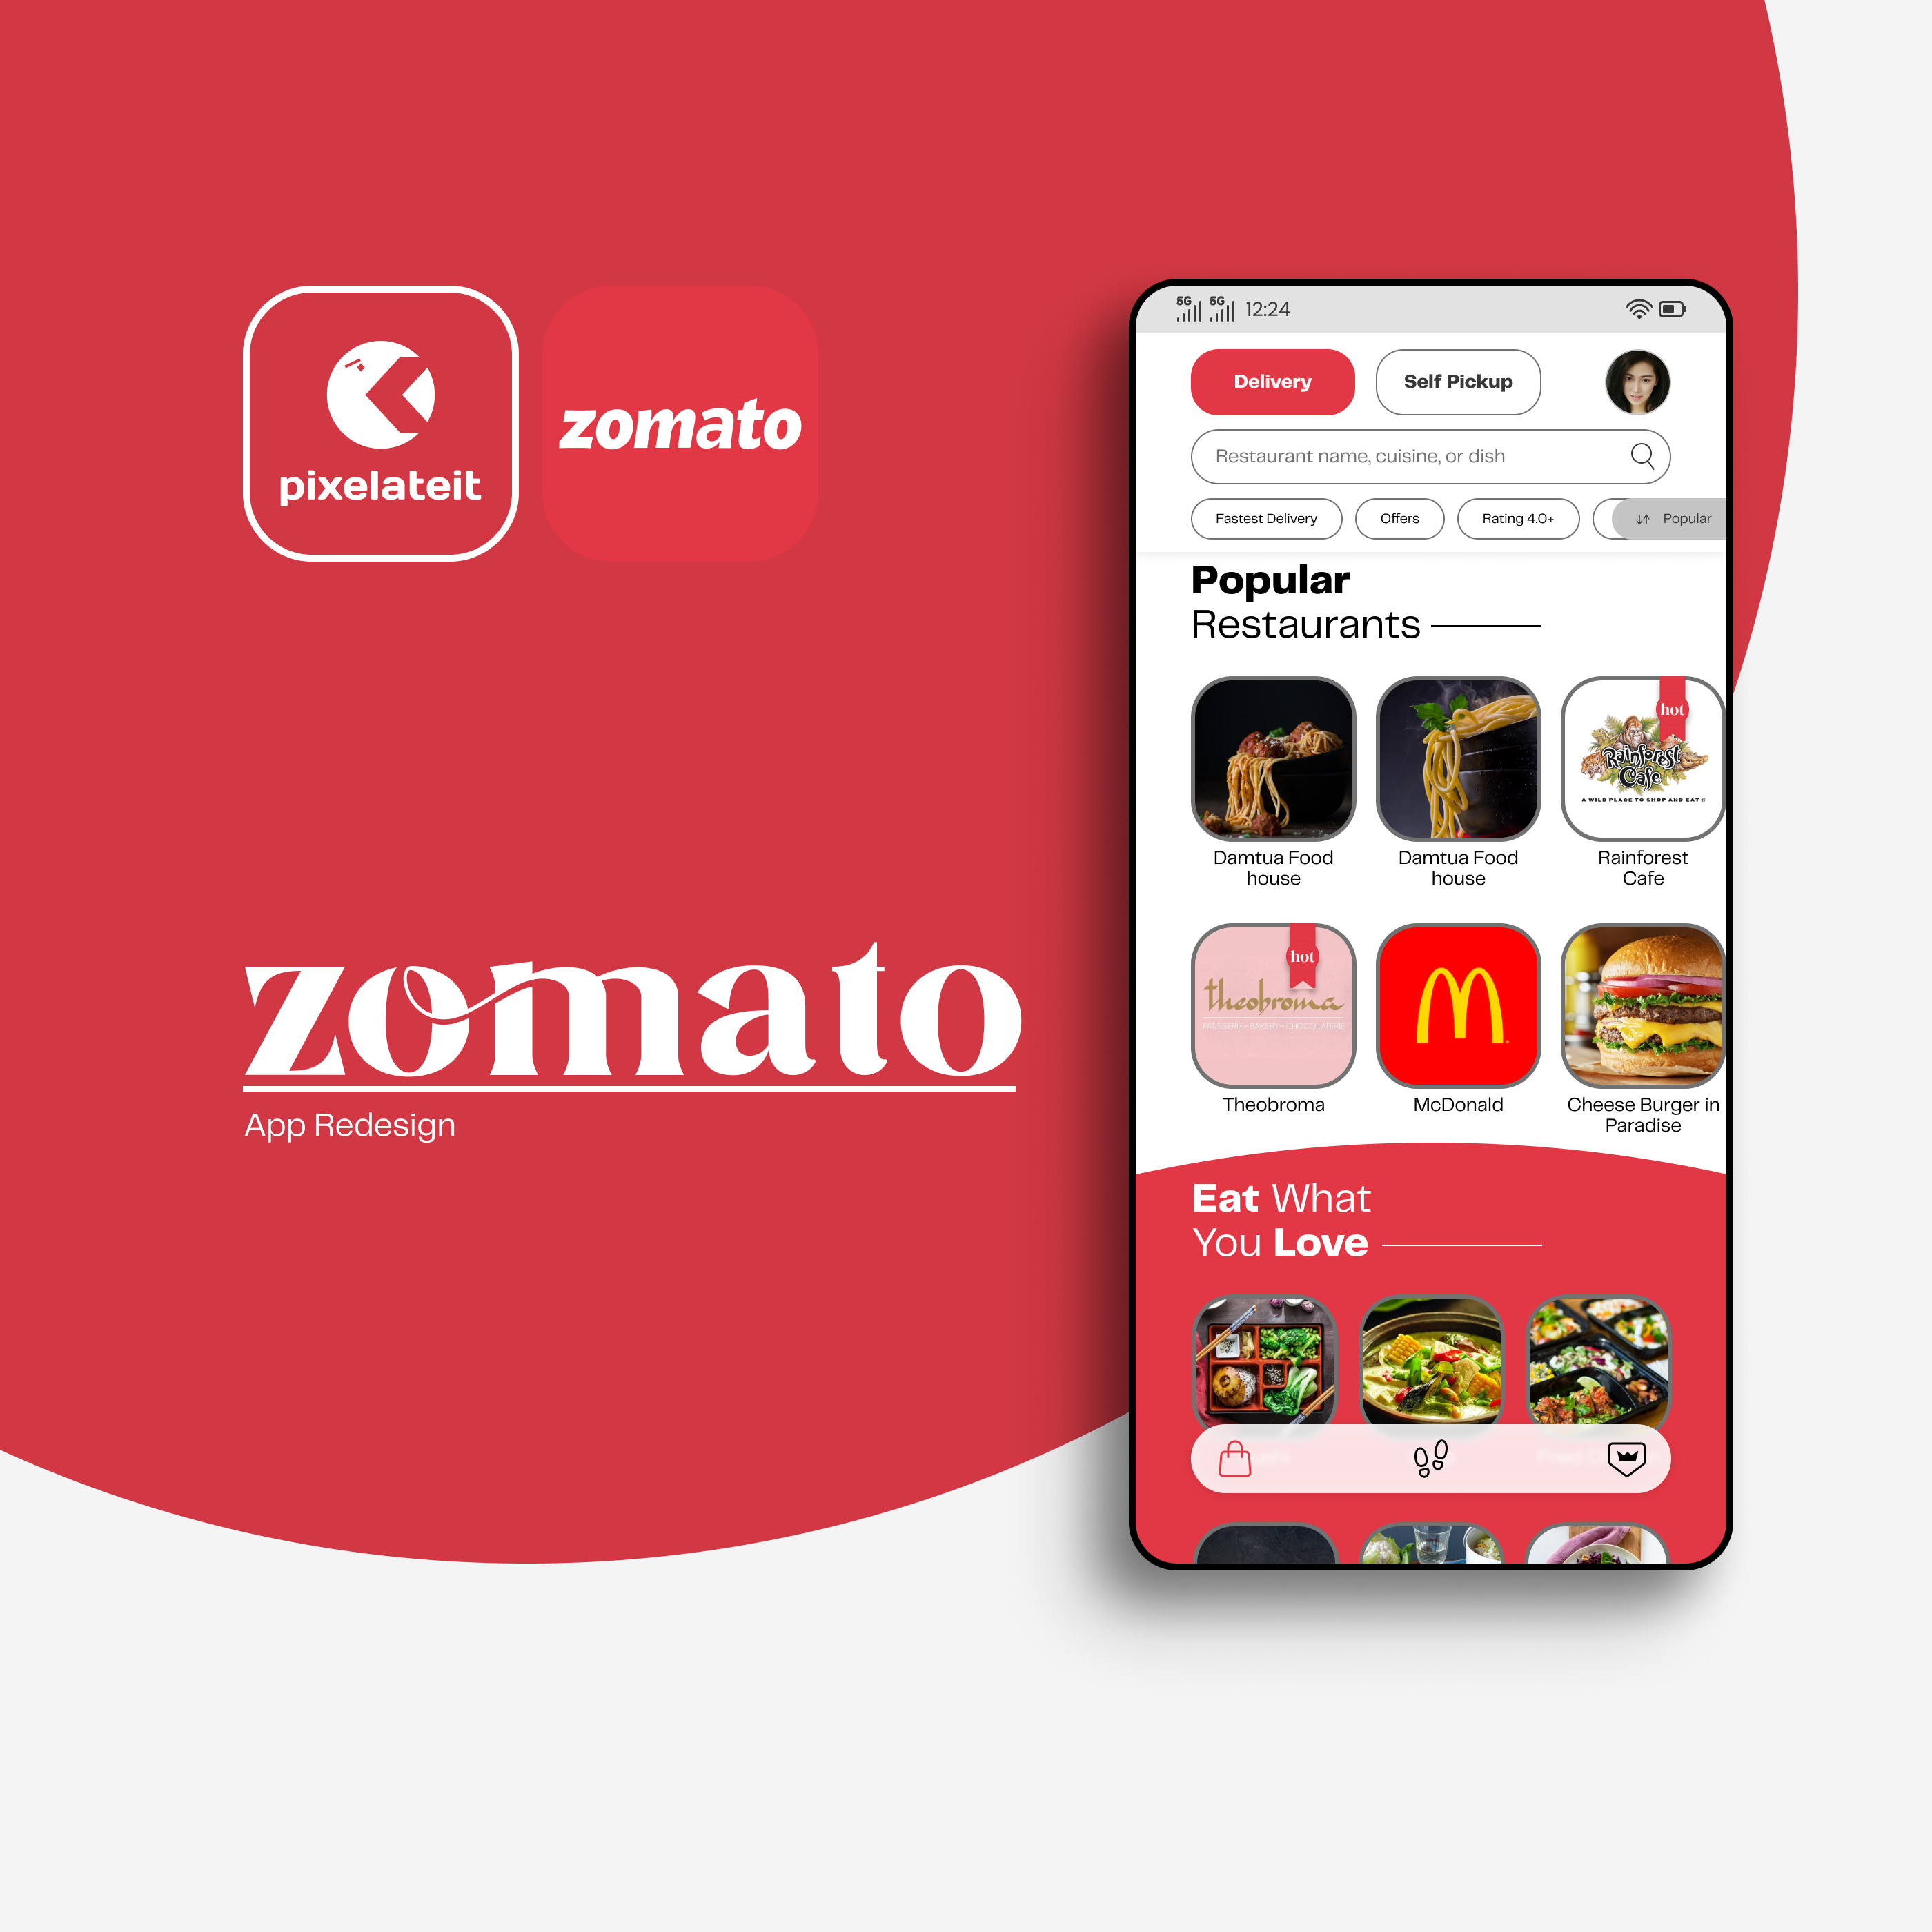 pixelateit
zomato
zomato
App Redesign
5G 5G 12:24
Delivery
Self Pickup
Restaurant name, cuisine, or dish
Fastest Delivery
Offers
Rating 4.0+
Popular
Popular
Restaurants
hot
Rainforest
Cafe
A WILD PLACE TO SHOP AND EAT®
Damtua Food
house
Damtua Food
house
Rainforest
Cafe
hot
theobroma
PATISSERIE • BAKERY • CHOCOLATERIE
Theobroma
McDonald
Cheese Burger in
Paradise
Eat What
You Love